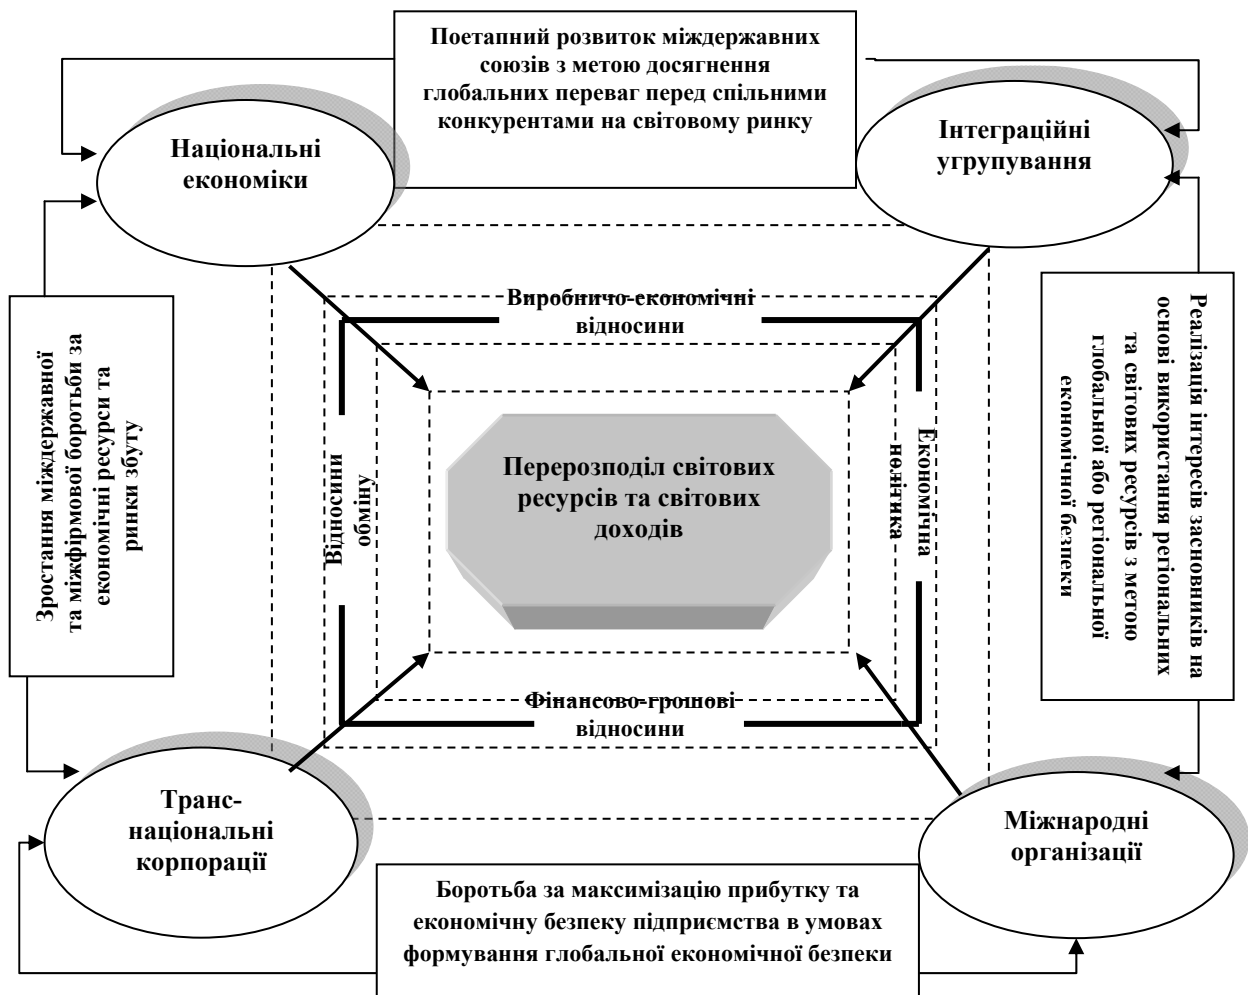 Поетапний розвиток міждержавних
союзів з метою досягнення
глобальних переваг перед спільними
конкурентами на світовому ринку
Національні
економіки
Інтеграційні
угрупування
Зростання міждержавної
та міжфірмової боротьби за
економічні ресурси та
ринки збуту
Виробничо-економічні
відносини
Відносини
обміну
Перерозподіл світових
ресурсів та світових
доходів
Економічна
політика
Реалізація інтересів засновників на
основі використання регіональних
та світових ресурсів з метою
глобальної або регіональної
економічної безпеки
Фінансово-грошові
відносини
Транс-
національні
корпорації
Міжнародні
організації
Боротьба за максимізацію прибутку та
економічну безпеку підприємства в умовах
формування глобальної економічної безпеки